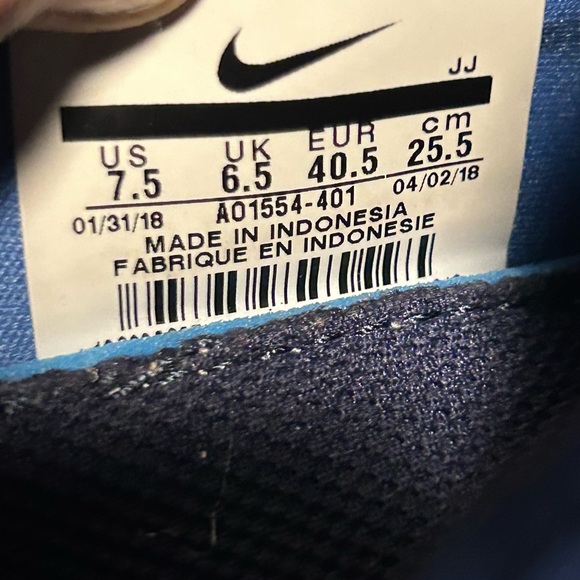 JJ
US UK EUR cm
7.5 6.5 40.5 25.5
01/31/18 AO1554-401 04/02/18
MADE IN INDONESIA
FABRIQUE EN INDONESIE